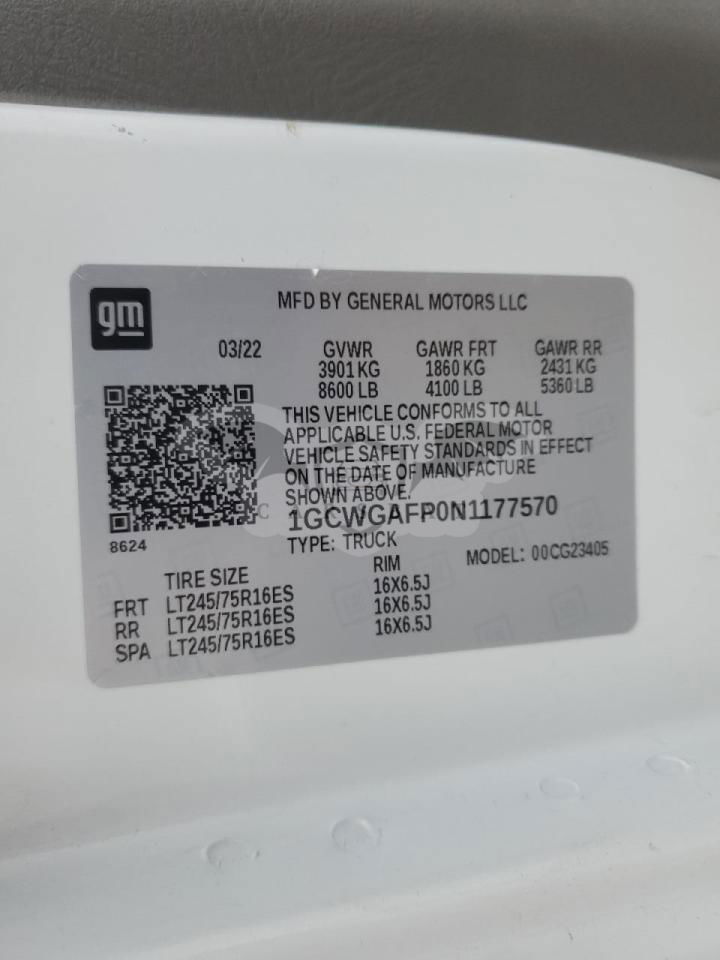 gm
MFD BY GENERAL MOTORS LLC
03/22 GVWR GAWR FRT GAWR RR
3901 KG 1860 KG 2431 KG
8600 LB 4100 LB 5360 LB
THIS VEHICLE CONFORMS TO ALL
APPLICABLE U.S. FEDERAL MOTOR
VEHICLE SAFETY STANDARDS IN EFFECT
ON THE DATE OF MANUFACTURE
SHOWN ABOVE.
1GCWGAFP0N1177570
8624
TYPE: TRUCK MODEL: 00CG23405
TIRE SIZE RIM
FRT LT245/75R16ES 16X6.5J
RR LT245/75R16ES 16X6.5J
SPA LT245/75R16ES 16X6.5J